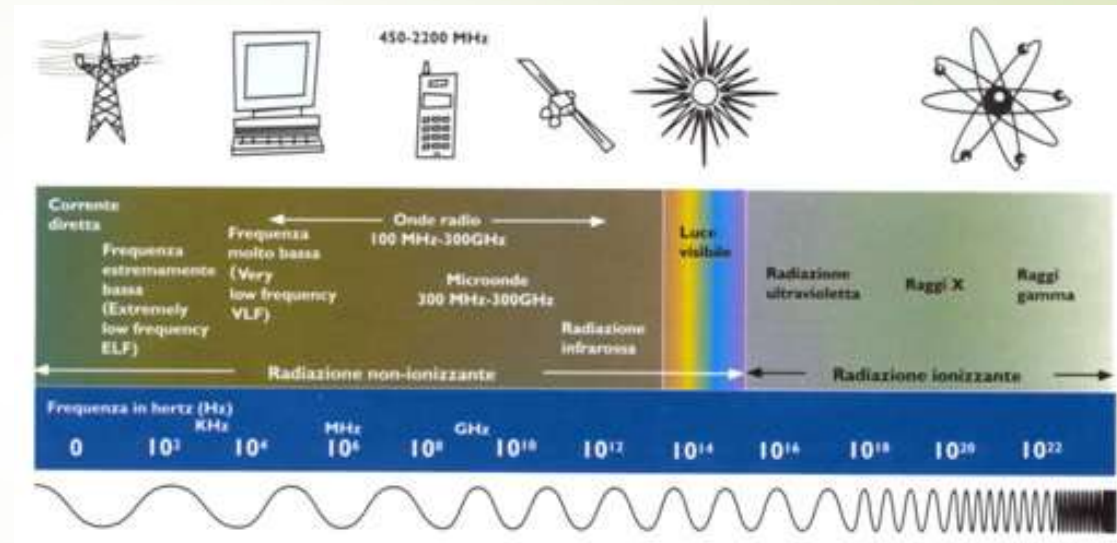 450-2200 MHz
Corrente
diretta
Frequenza
estremamente
bassa
(Extremely
low frequency
ELF)
Frequenza
molto bassa
(Very
low frequency
VLF)
Onde radio
100 MHz-300GHz
Microonde
300 MHz-300GHz
Radiazione
infrarossa
Luce
visibile
Radiazione
ultravioletta
Raggi X
Raggi
gamma
Radiazione non-ionizzante
Radiazione ionizzante
Frequenza in hertz (Hz)
KHz MHz GHz
0 10² 10⁴ 10⁶ 10⁸ 10¹⁰ 10¹² 10¹⁴ 10¹⁶ 10¹⁸ 10²⁰ 10²²